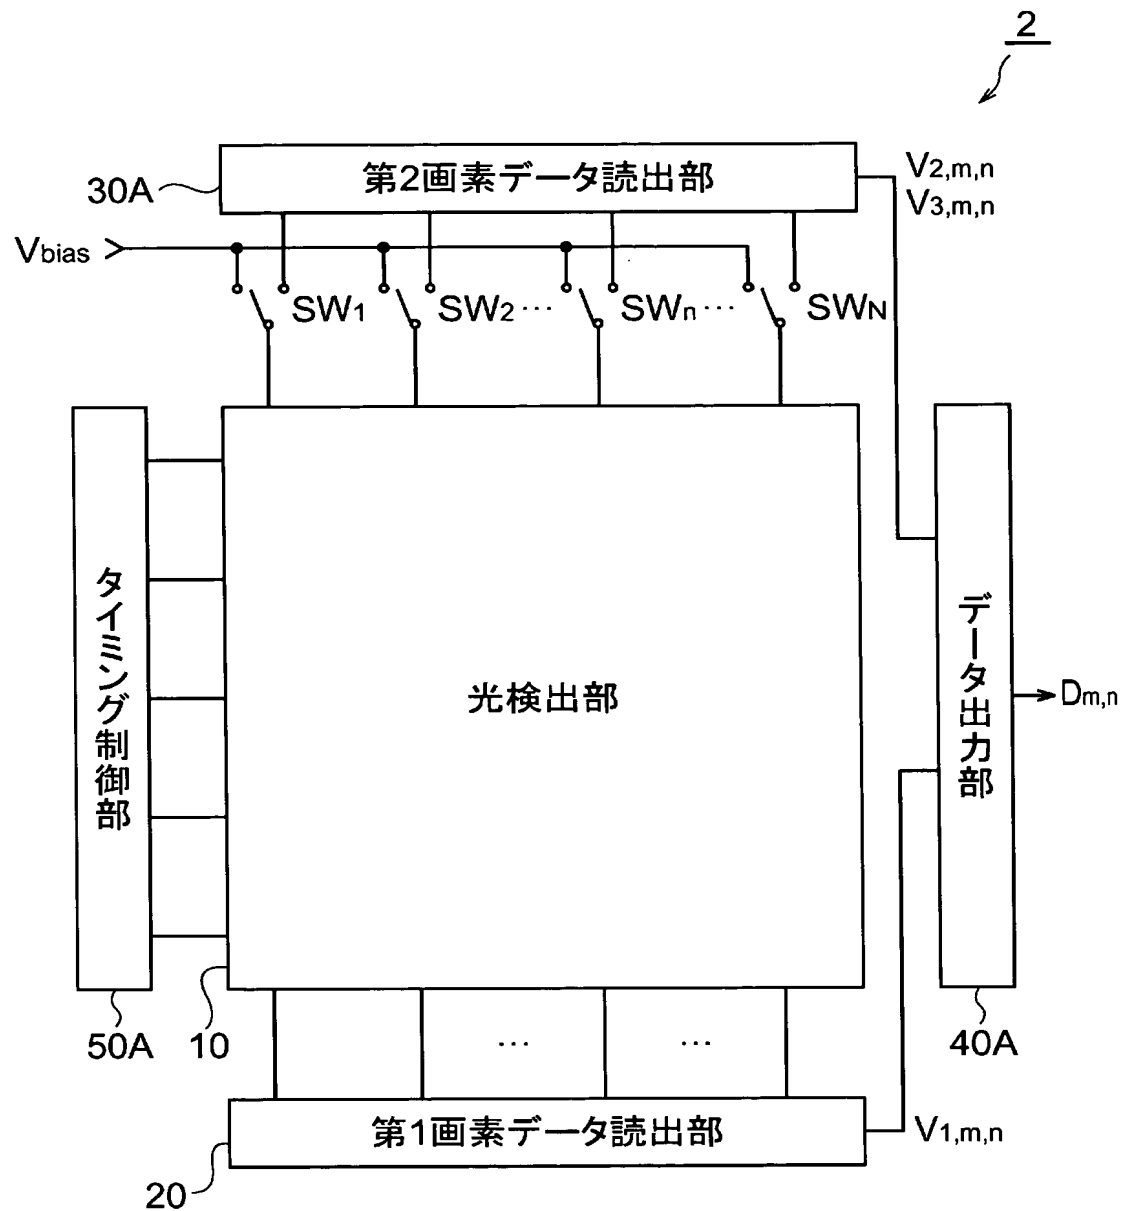 2
第2画素データ読出部
30A
V2,m,n
V3,m,n
Vbias
SW1
SW2…
SWn…
SWN
タイミング制御部
光検出部
データ出力部
Dm,n
50A
10
…
…
40A
第1画素データ読出部
V1,m,n
20